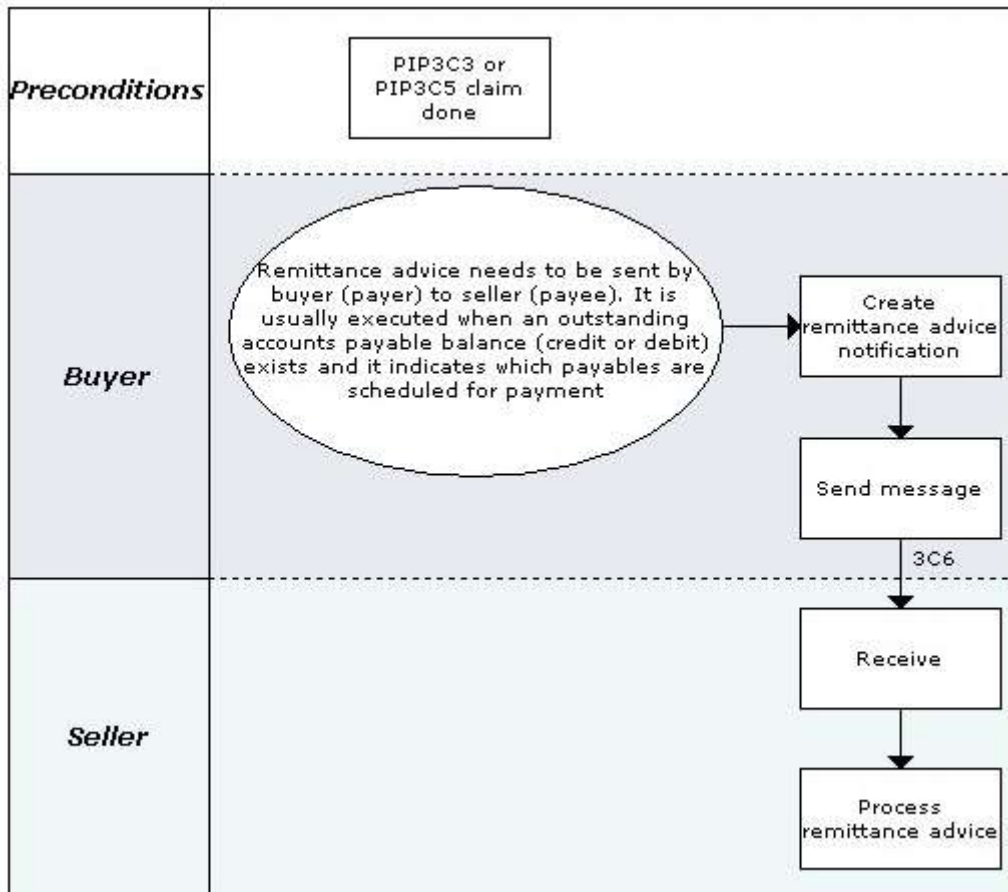 Preconditions
PIP3C3 or
PIP3C5 claim
done
Buyer
Remittance advice needs to be sent by
buyer (payer) to seller (payee). It is
usually executed when an outstanding
accounts payable balance (credit or debit)
exists and it indicates which payables are
scheduled for payment
Create
remittance advice
notification
Send message
3C6
Seller
Receive
Process
remittance advice